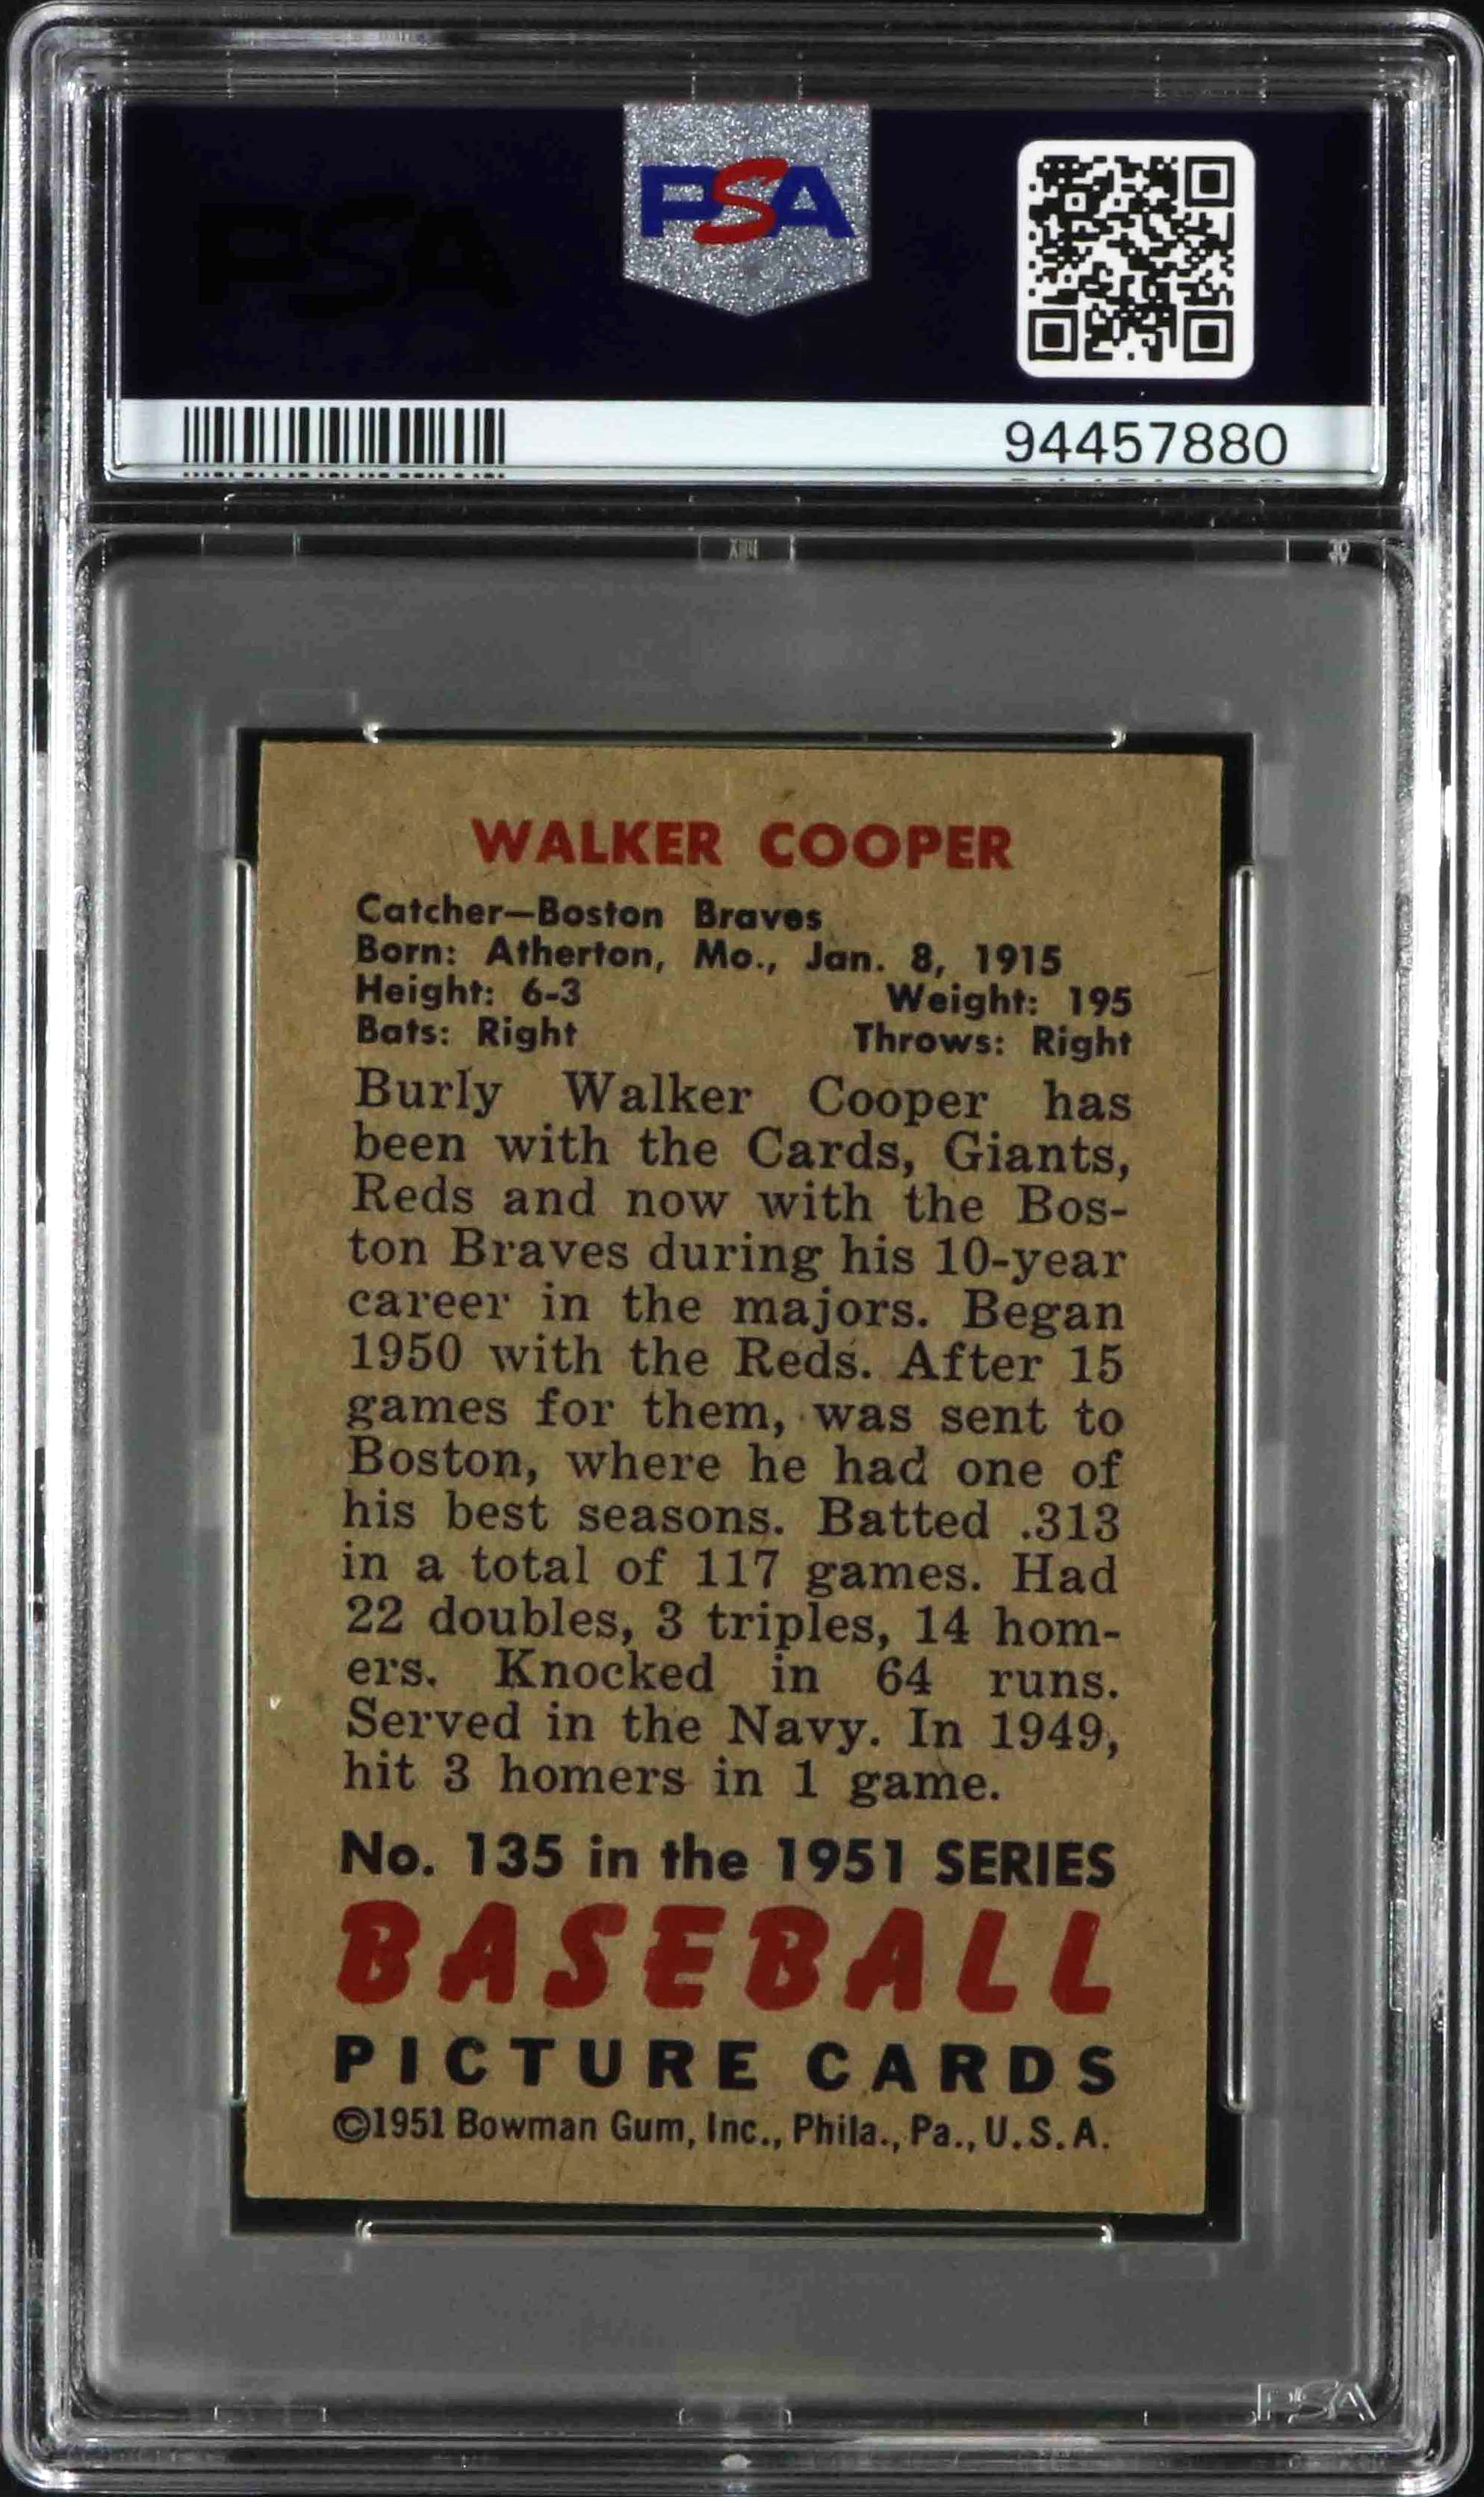 PSA
PSA
94457880
WALKER COOPER
Catcher—Boston Braves
Born: Atherton, Mo., Jan. 8, 1915
Height: 6-3 Weight: 195
Bats: Right Throws: Right
Burly Walker Cooper has
been with the Cards, Giants,
Reds and now with the Bos-
ton Braves during his 10-year
career in the majors. Began
1950 with the Reds. After 15
games for them, was sent to
Boston, where he had one of
his best seasons. Batted .313
in a total of 117 games. Had
22 doubles, 3 triples, 14 hom-
ers. Knocked in 64 runs.
Served in the Navy. In 1949,
hit 3 homers in 1 game.
No. 135 in the 1951 SERIES
BASEBALL
PICTURE CARDS
©1951 Bowman Gum, Inc., Phila., Pa., U.S.A.
PSA